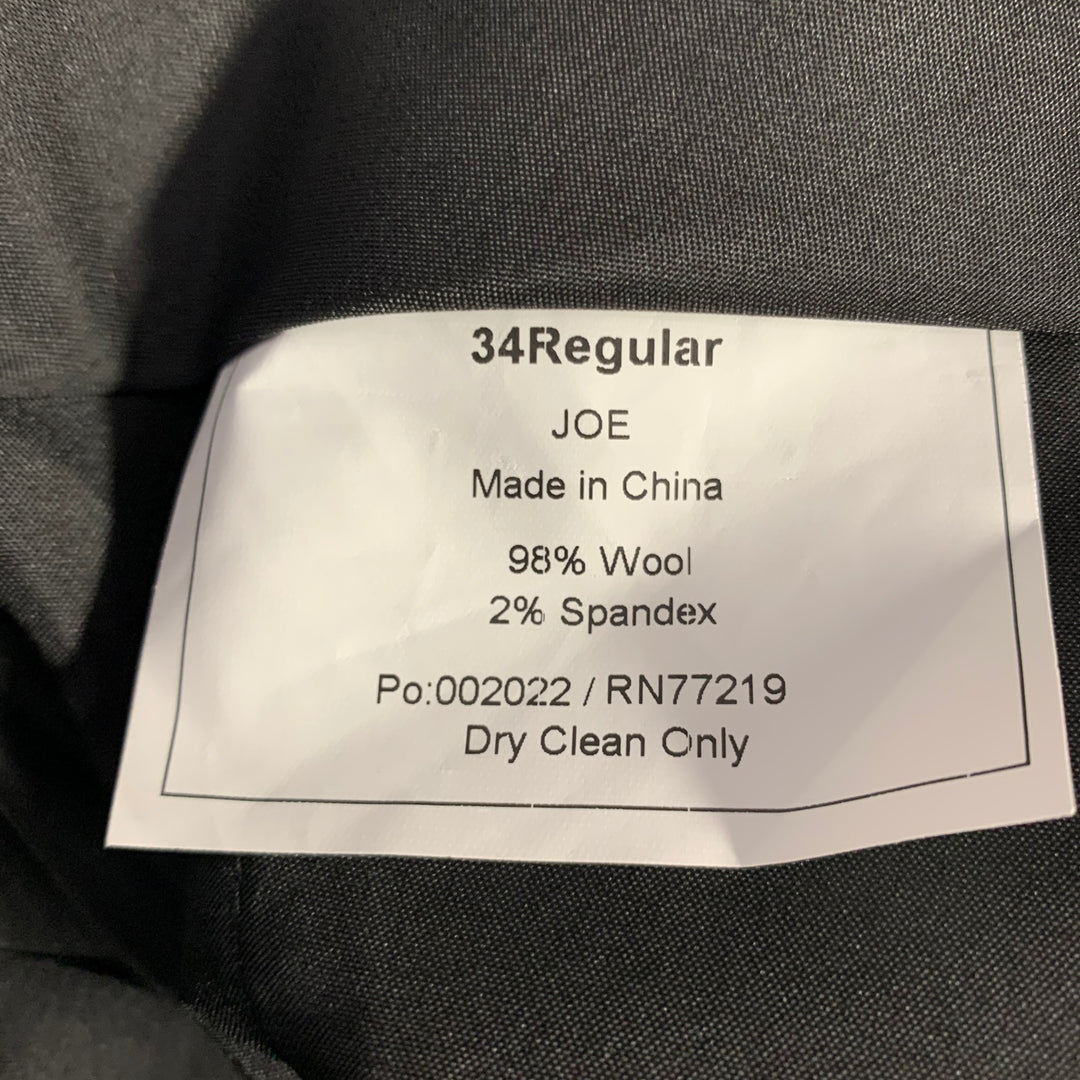 34Regular
JOE
Made in China
98% Wool
2% Spandex
Po:002022 / RN77219
Dry Clean Only